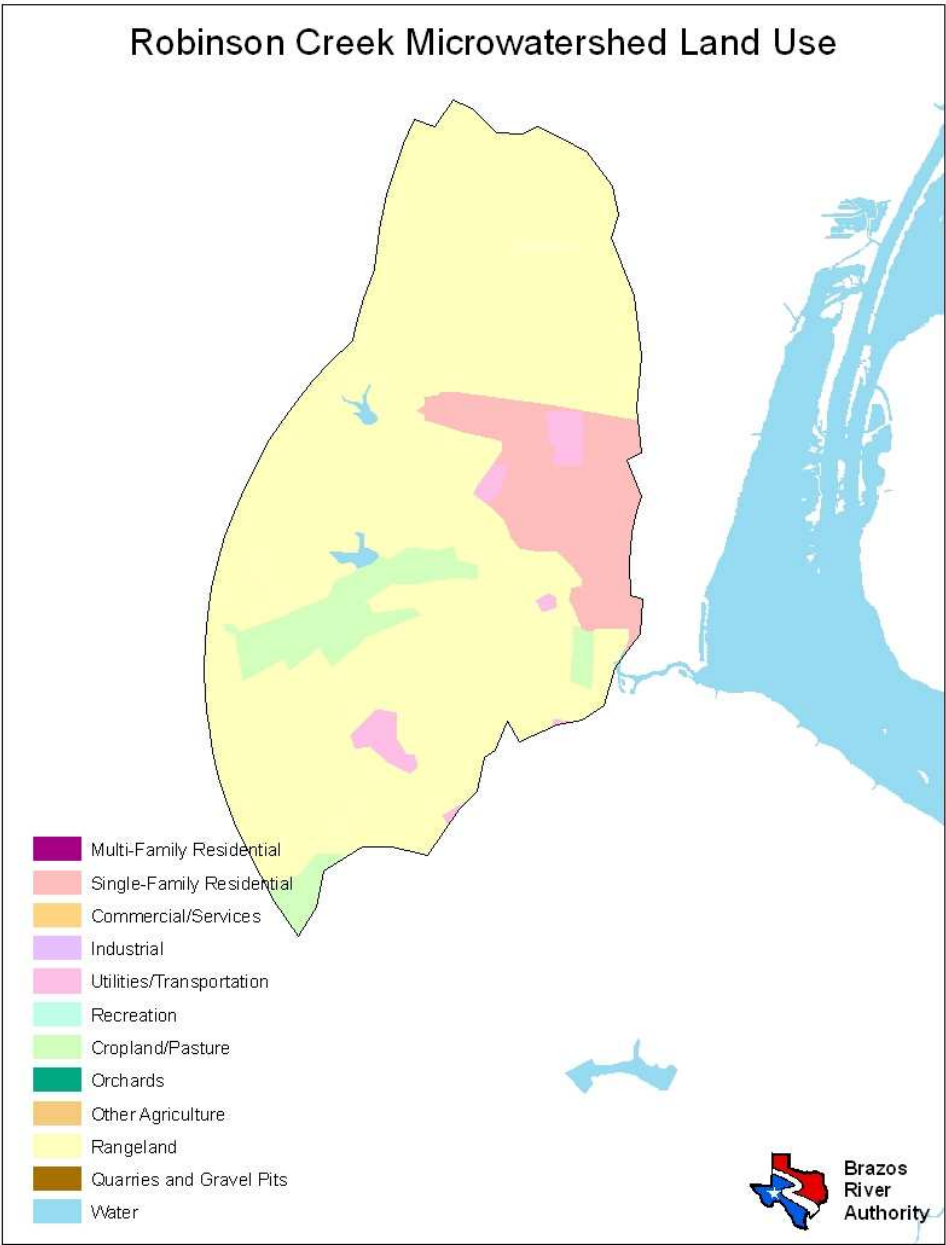 Robinson Creek Microwatershed Land Use
Multi-Family Residential
Single-Family Residential
Commercial/Services
Industrial
Utilities/Transportation
Recreation
Cropland/Pasture
Orchards
Other Agriculture
Rangeland
Quarries and Gravel Pits
Water
Brazos
River
Authority